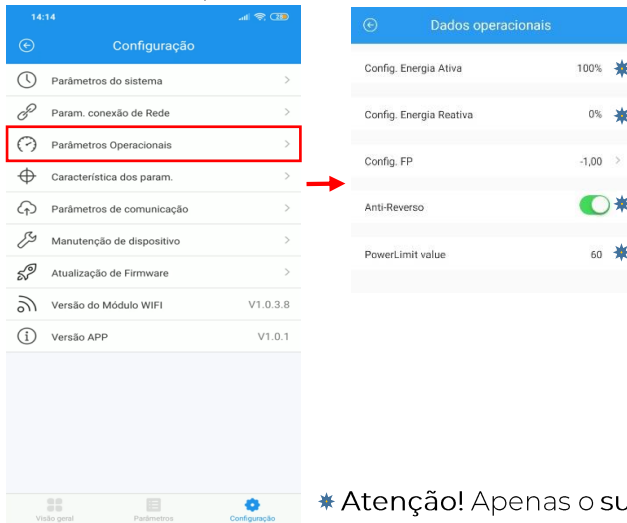 14:14
Configuração
Parâmetros do sistema
Param. conexão de Rede
Parâmetros Operacionais
Característica dos param.
Parâmetros de comunicação
Manutenção de dispositivo
Atualização de Firmware
Versão do Módulo WIFI V1.0.3.8
Versão APP V1.0.1
Visão geral Parâmetros Configuração
Dados operacionais
Config. Energia Ativa 100%
Config. Energia Reativa 0%
Config. FP -1,00
Anti-Reverso
PowerLimit value 60
Atenção! Apenas o su